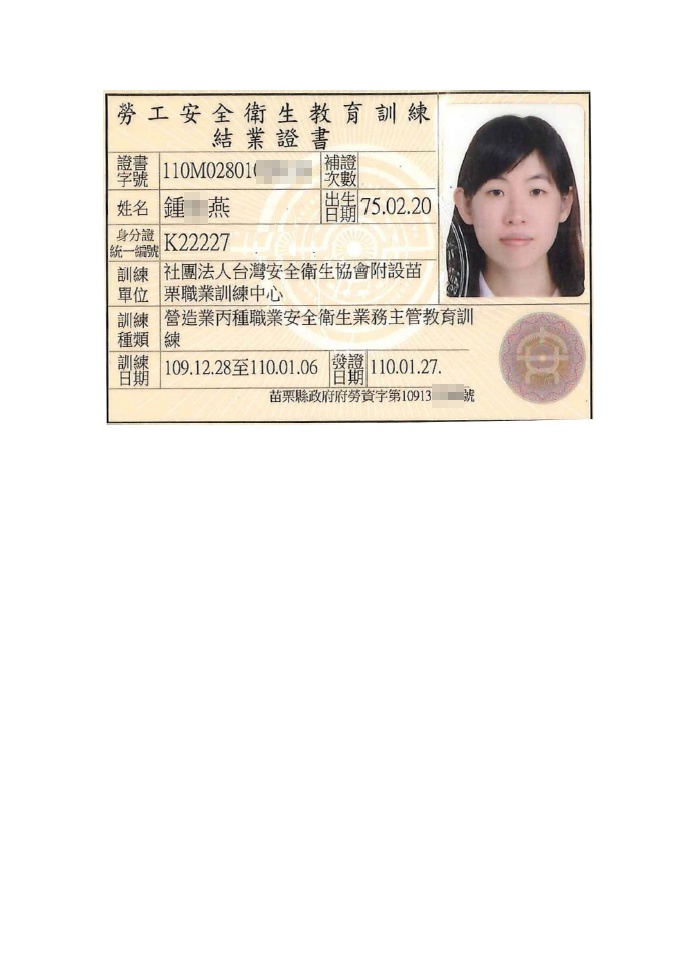 勞工安全衛生教育訓練
結業證書
證書字號 110M02801 補證次數
姓名 鍾 燕 出生日期 75.02.20
身分證統一編號 K22227
訓練單位 社團法人台灣安全衛生協會附設苗
栗職業訓練中心
訓練種類 營造業丙種職業安全衛生業務主管教育訓
練
訓練日期 109.12.28至110.01.06 發證日期 110.01.27.
苗栗縣政府府勞資字第10913 號